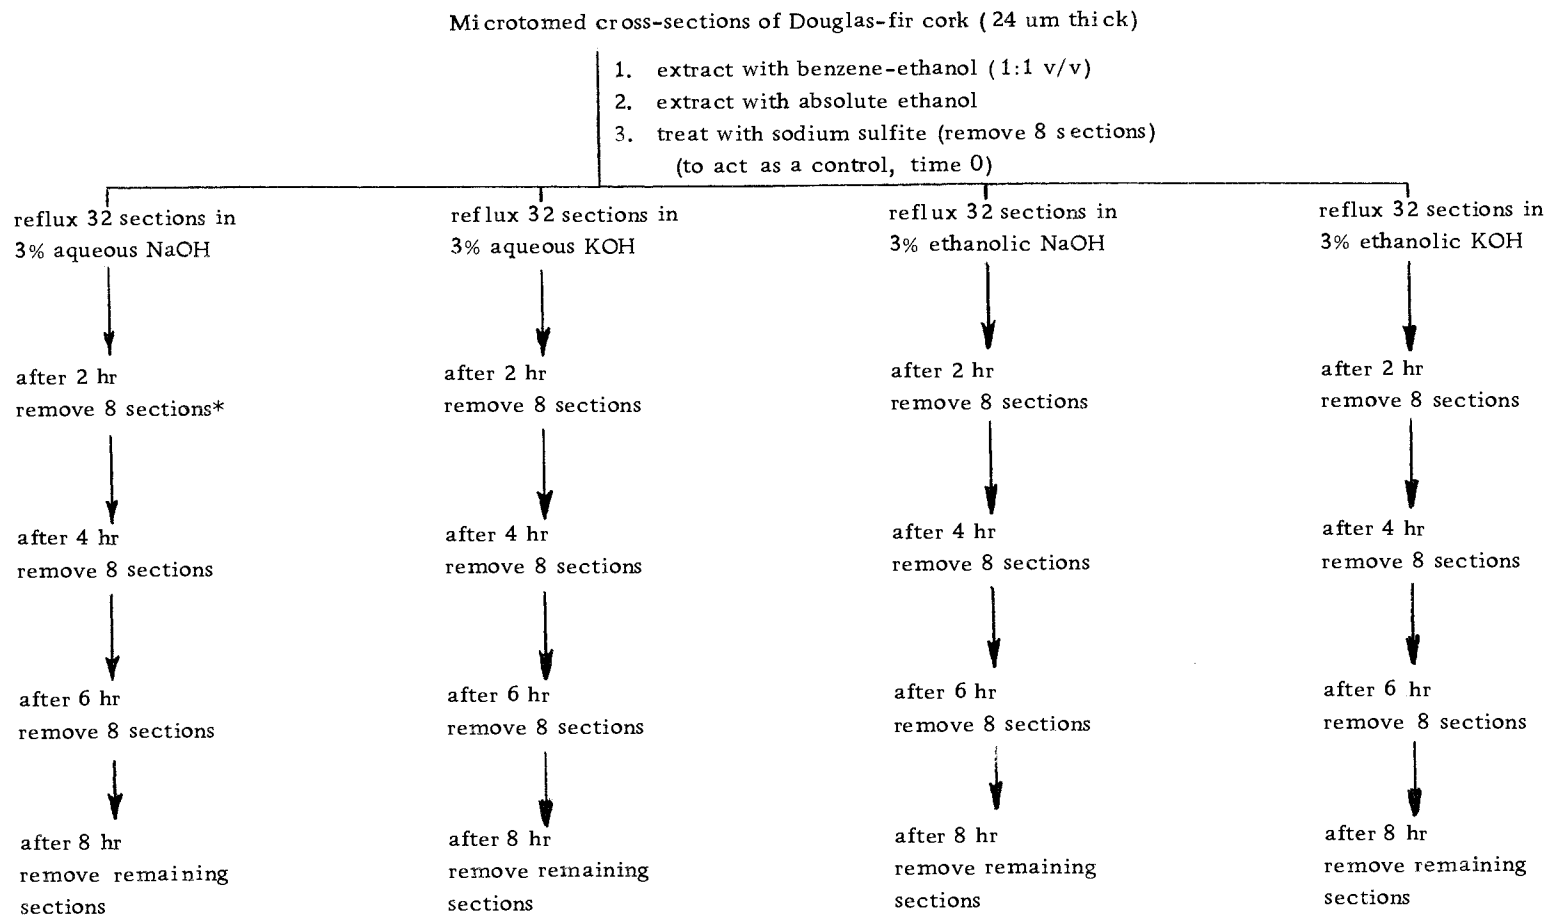 Microtomed cross-sections of Douglas-fir cork (24 um thick)
1. extract with benzene-ethanol (1:1 v/v)
2. extract with absolute ethanol
3. treat with sodium sulfite (remove 8 sections)
(to act as a control, time 0)
reflux 32 sections in
3% aqueous NaOH
after 2 hr
remove 8 sections*
after 4 hr
remove 8 sections
after 6 hr
remove 8 sections
after 8 hr
remove remaining
sections
reflux 32 sections in
3% aqueous KOH
after 2 hr
remove 8 sections
after 4 hr
remove 8 sections
after 6 hr
remove 8 sections
after 8 hr
remove remaining
sections
reflux 32 sections in
3% ethanolic NaOH
after 2 hr
remove 8 sections
after 4 hr
remove 8 sections
after 6 hr
remove 8 sections
after 8 hr
remove remaining
sections
reflux 32 sections in
3% ethanolic KOH
after 2 hr
remove 8 sections
after 4 hr
remove 8 sections
after 6 hr
remove 8 sections
after 8 hr
remove remaining
sections